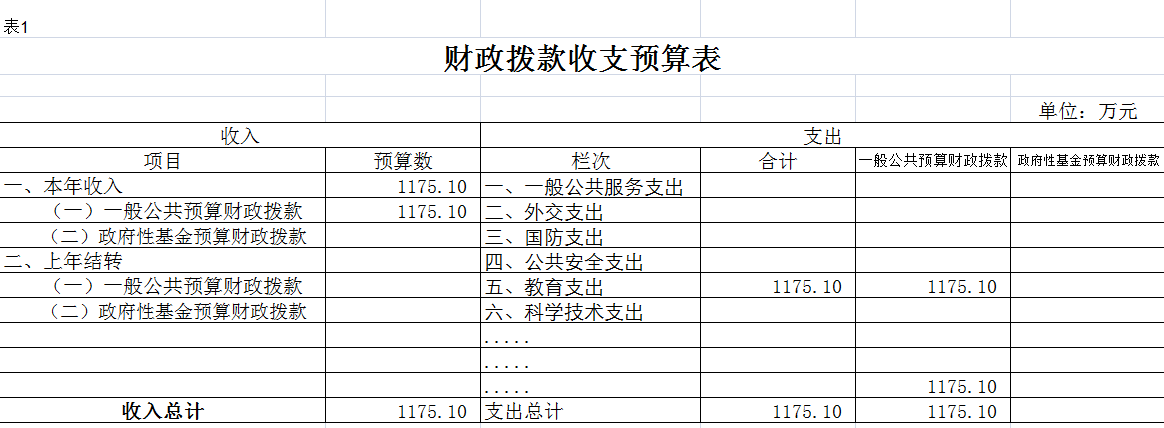 表1
财政拨款收支预算表
单位：万元
收入 支出
项目 预算数 栏次 合计 一般公共预算财政拨款 政府性基金预算财政拨款
一、本年收入 1175.10 一、一般公共服务支出
（一）一般公共预算财政拨款 1175.10 二、外交支出
（二）政府性基金预算财政拨款 三、国防支出
二、上年结转 四、公共安全支出
（一）一般公共预算财政拨款 五、教育支出 1175.10 1175.10
（二）政府性基金预算财政拨款 六、科学技术支出
.....
.....
..... 1175.10
收入总计 1175.10 支出总计 1175.10 1175.10